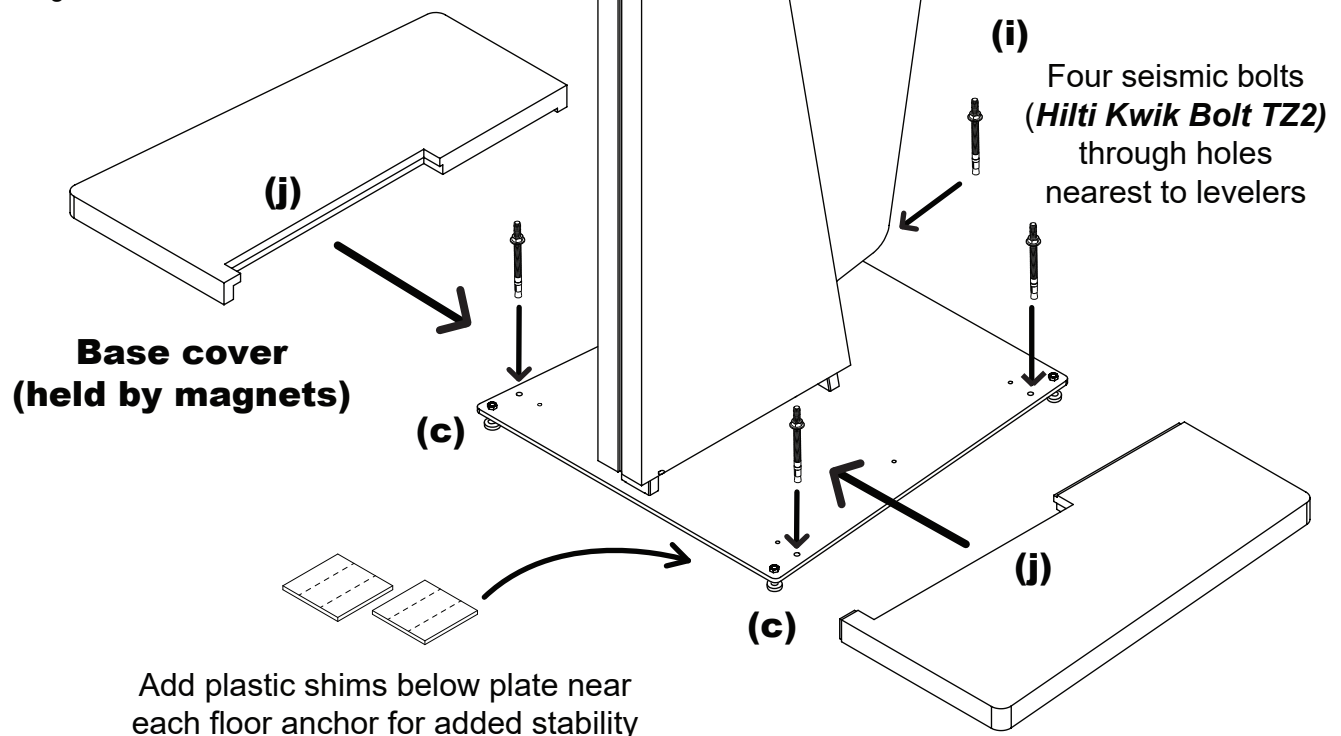 (i)
Four seismic bolts
(Hilti Kwik Bolt TZ2)
through holes
nearest to levelers
(j)
Base cover
(held by magnets)
(c)
(j)
(c)
Add plastic shims below plate near
each floor anchor for added stability